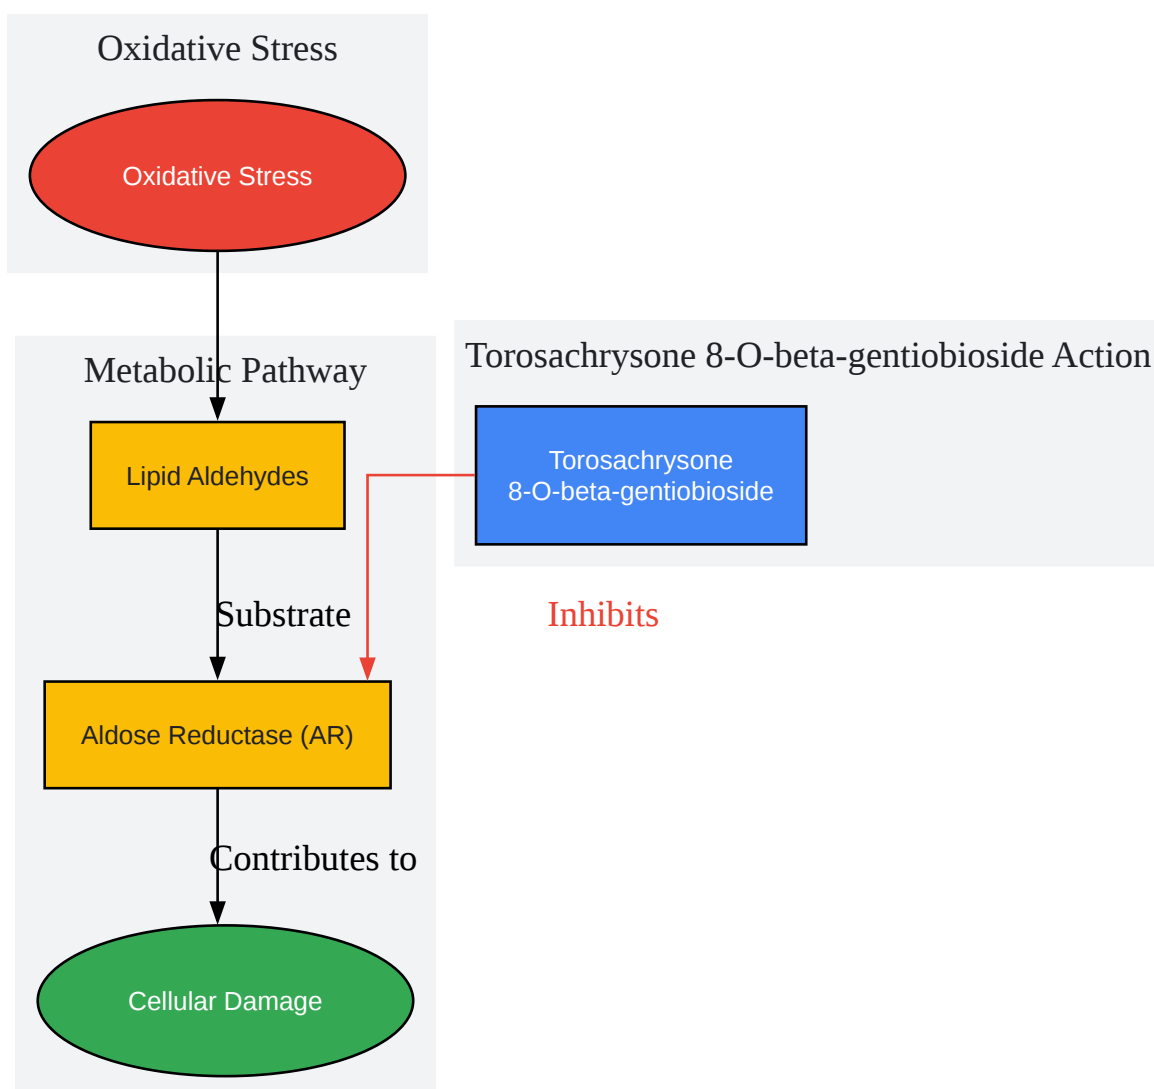 Oxidative Stress
Oxidative Stress
Metabolic Pathway
Torosachrysone 8-O-beta-gentiobioside Action
Lipid Aldehydes
Torosachrysone
8-O-beta-gentiobioside
Substrate
Inhibits
Aldose Reductase (AR)
Contributes to
Cellular Damage